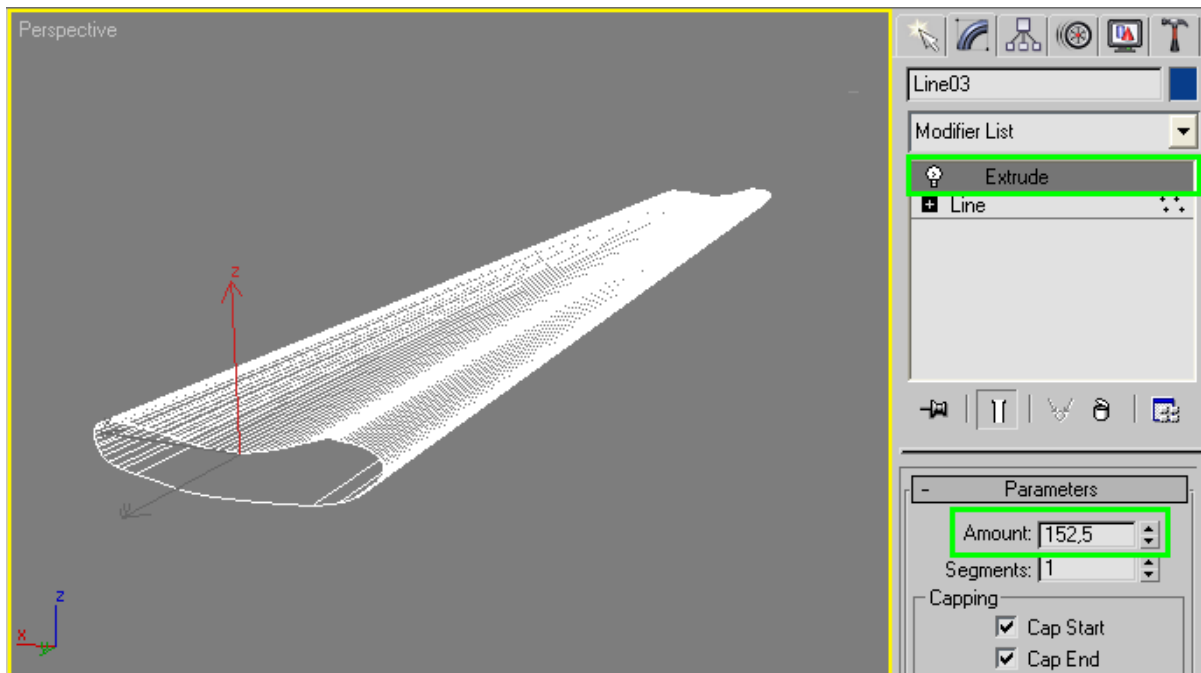 Perspective
z
y
z
x
y
Line03
Modifier List
Extrude
Line
- Parameters
Amount: 152,5
Segments: 1
Capping
Cap Start
Cap End